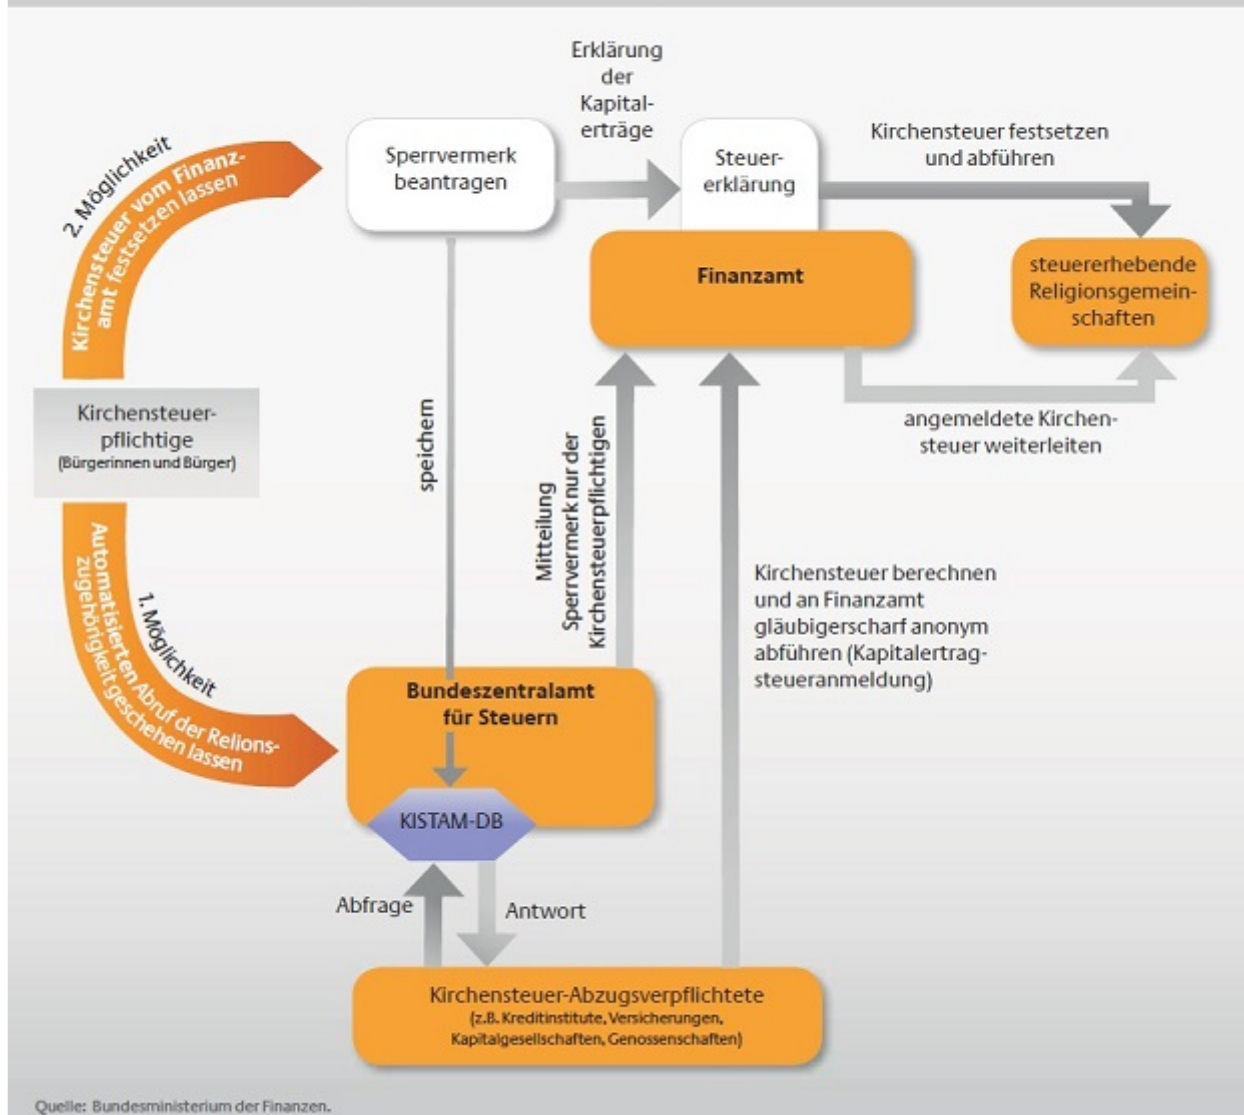 Erklärung
der
Kapital-
erträge
2. Möglichkeit
Kirchensteuer vom Finanz-
amt festsetzen lassen
Sperrvermerk
beantragen
Steuer-
erklärung
Kirchensteuer festsetzen
und abführen
Finanzamt
steuererhebende
Religionsgemein-
schaften
Kirchensteuer-
pflichtige
(Bürgerinnen und Bürger)
speichern
Mitteilung
Sperrvermerk nur der
Kirchensteuerpflichtigen
angemeldete Kirchen-
steuer weiterleiten
Automatisierten Abruf der Relions-
zugehörigkeit geschehen lassen
1. Möglichkeit
Kirchensteuer berechnen
und an Finanzamt
gläubigerscharf anonym
abführen (Kapitalertrag-
steueranmeldung)
Bundeszentralamt
für Steuern
KISTAM-DB
Abfrage
Antwort
Kirchensteuer-Abzugsverpflichtete
(z.B. Kreditinstitute, Versicherungen,
Kapitalgesellschaften, Genossenschaften)
Quelle: Bundesministerium der Finanzen.